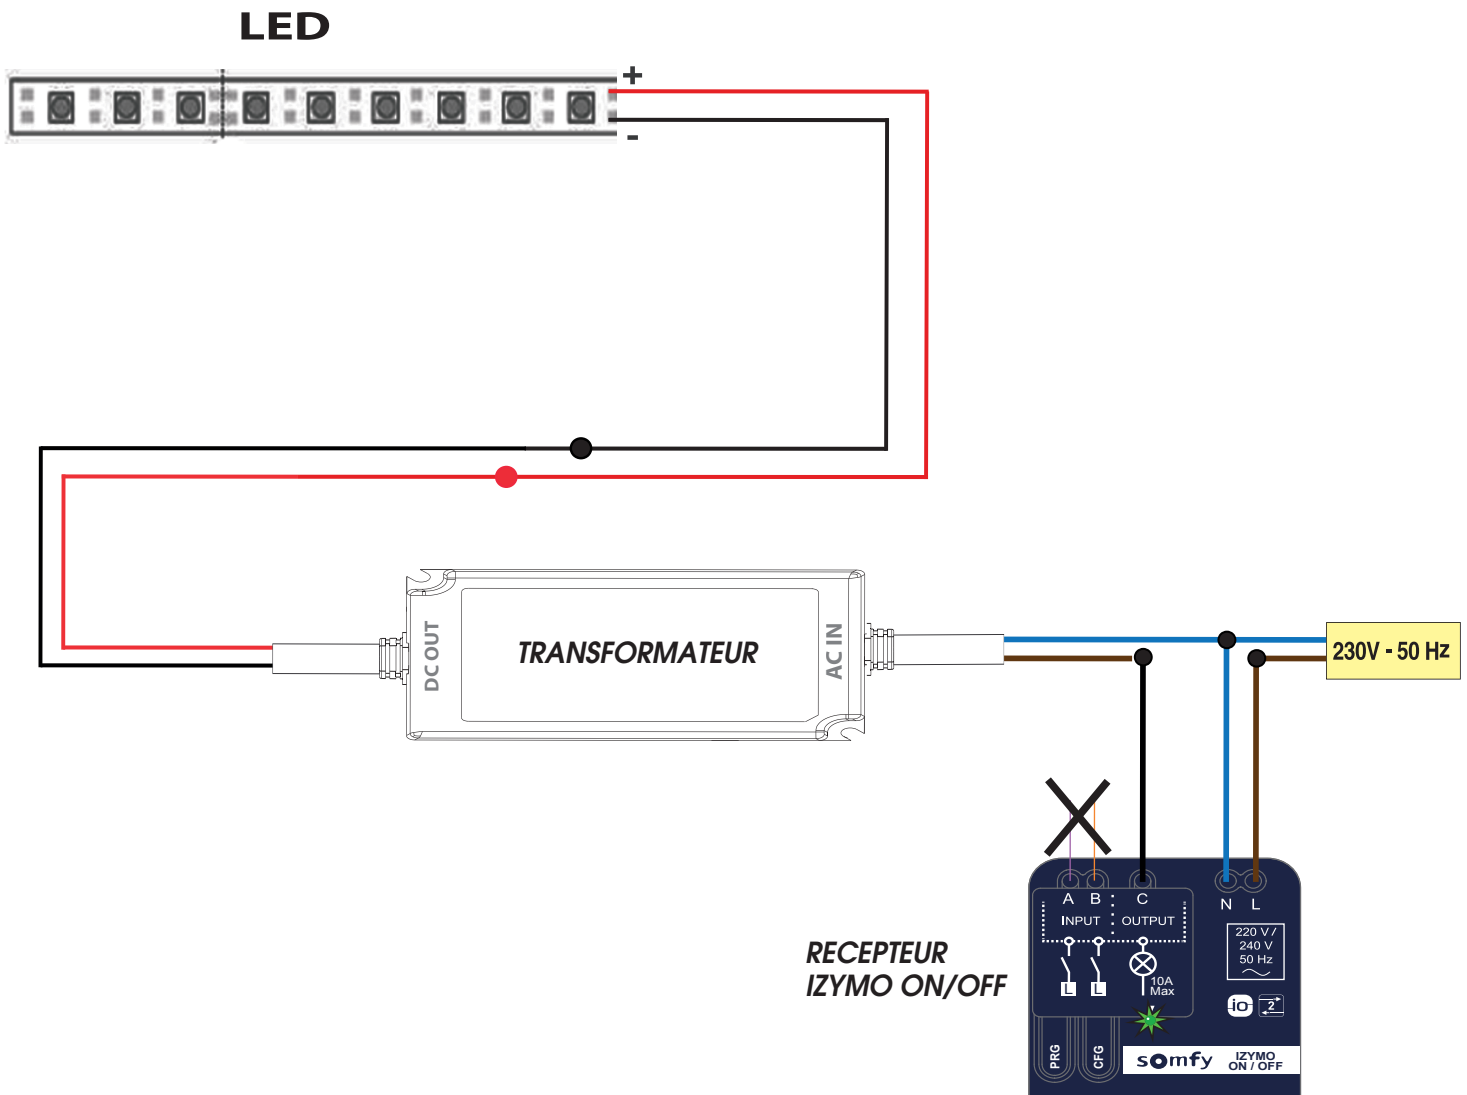 LED
+
-
DC OUT
TRANSFORMATEUR
AC IN
230V - 50 Hz
A B C
N L
INPUT OUTPUT
220 V /
240 V
50 Hz
L L
10A
Max
RECEPTEUR
IZYMO ON/OFF
io
2
PRG
CFG
somfy
IZYMO
ON / OFF